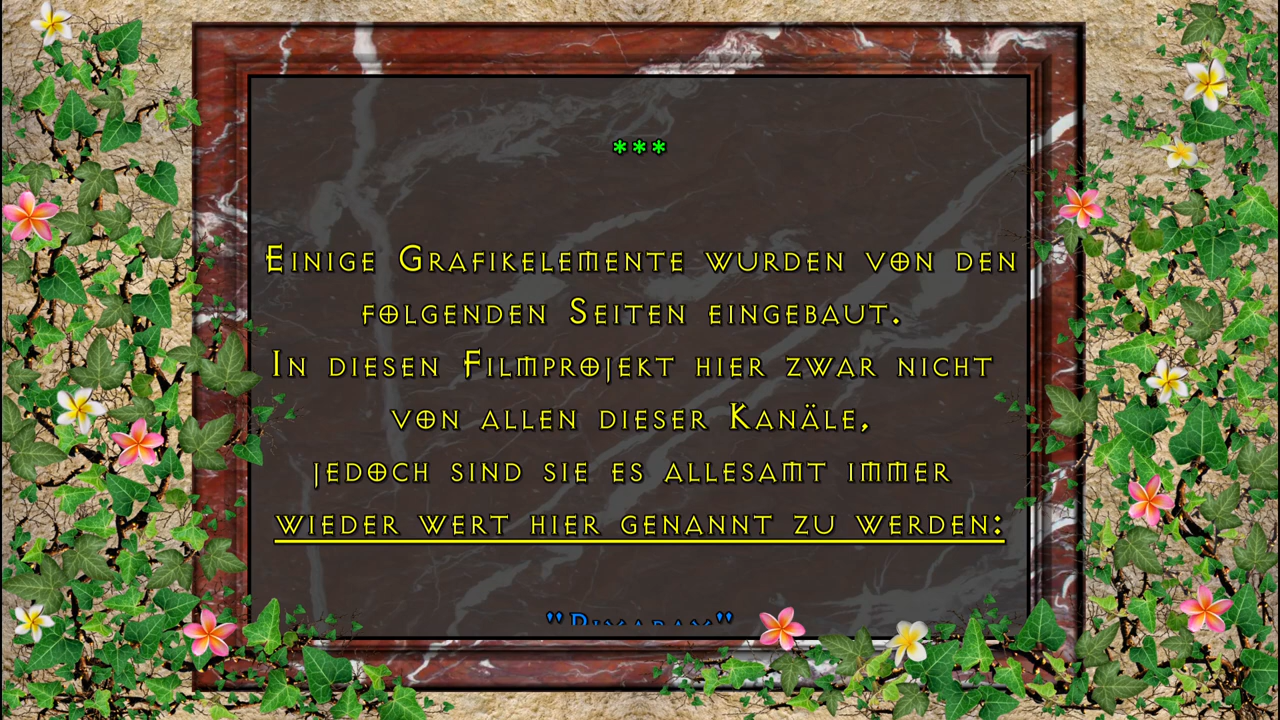 ***
Einige Grafikelemente wurden von den
folgenden Seiten eingebaut.
In diesen Filmprojekt hier zwar nicht
von allen dieser Kanäle,
jedoch sind sie es allesamt immer
wieder wert hier genannt zu werden:
"Pixabay"